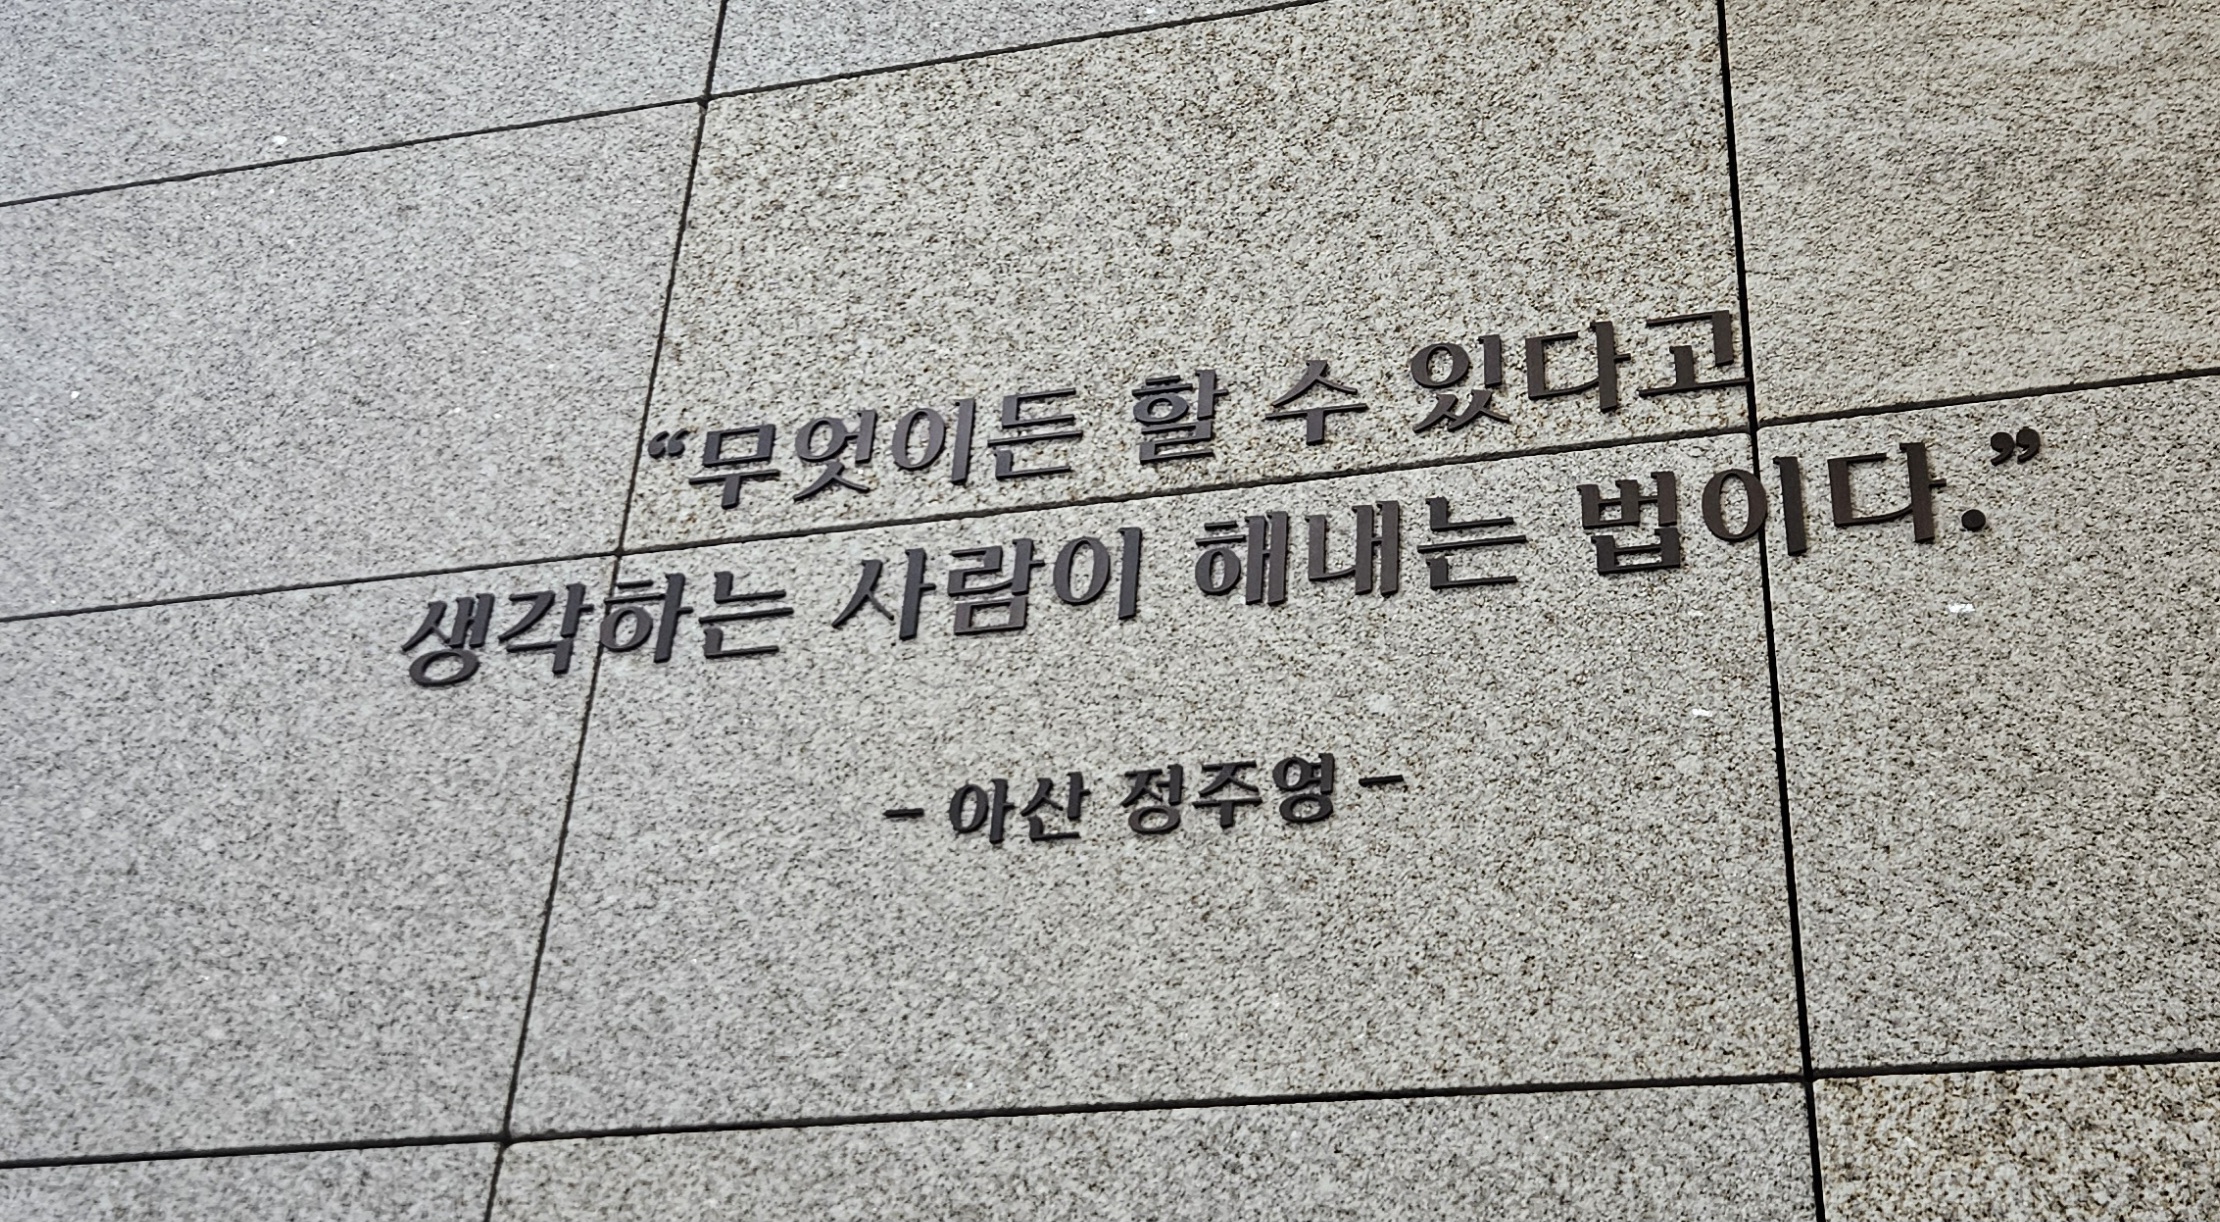 “무엇이든 할 수 있다고
생각하는 사람이 해내는 법이다.”
- 아산 정주영 -